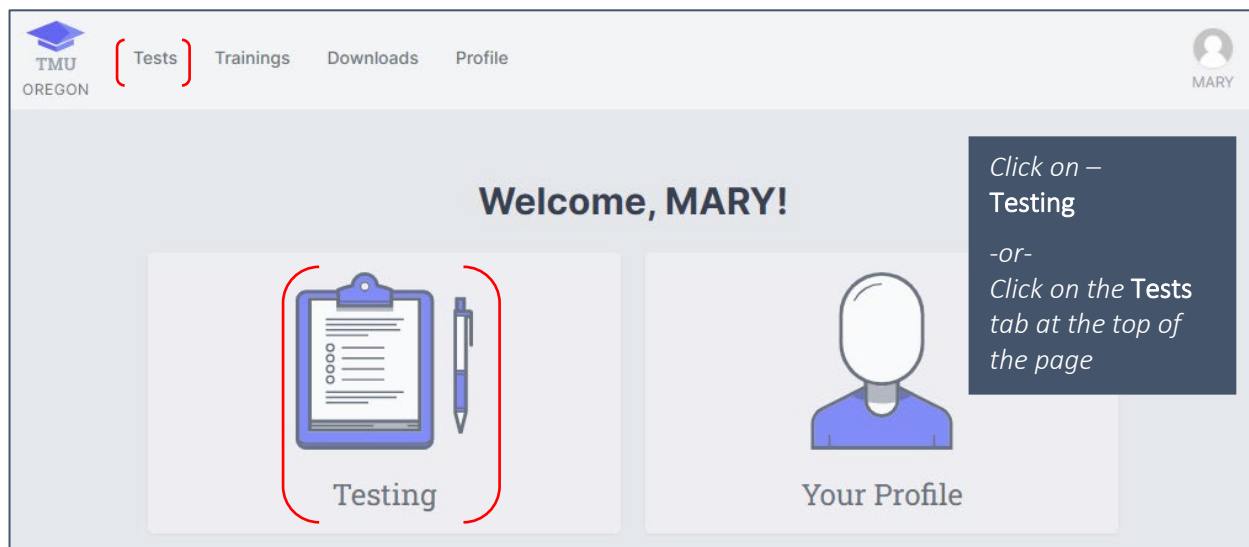 TMU
OREGON
Tests Trainings Downloads Profile
MARY
Welcome, MARY!
Click on –
Testing
-or-
Click on the Tests
tab at the top of
the page
Testing
Your Profile